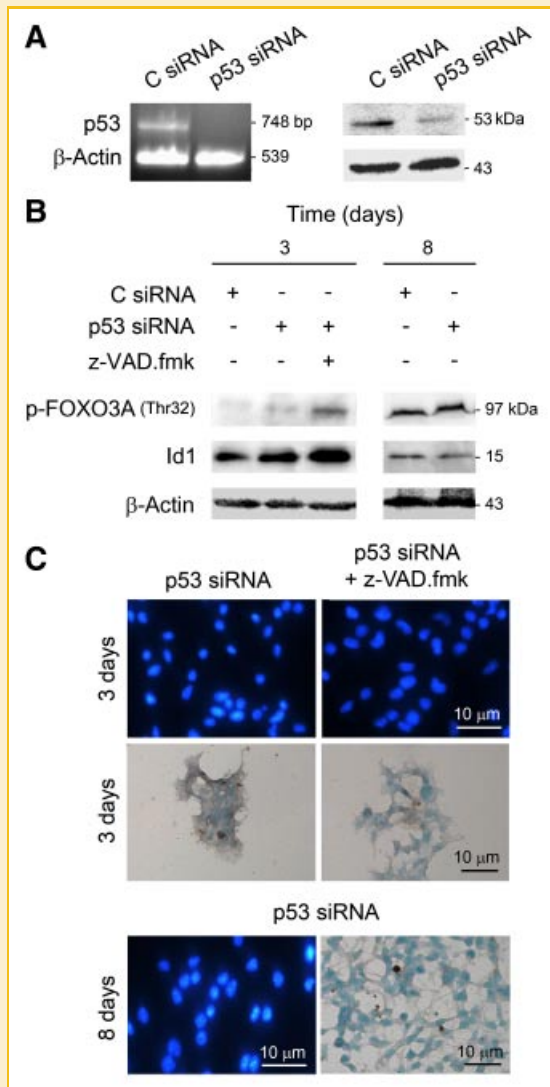 A
C siRNA p53 siRNA C siRNA p53 siRNA
p53 748 bp 53 kDa
β-Actin 539 43
B
Time (days)
3 8
C siRNA + - - + -
p53 siRNA - + + - +
z-VAD.fmk - - + - -
p-FOXO3A (Thr32) 97 kDa
Id1 15
β-Actin 43
C
p53 siRNA p53 siRNA
+ z-VAD.fmk
3 days 10 μm
3 days 10 μm
p53 siRNA
8 days 10 μm 10 μm